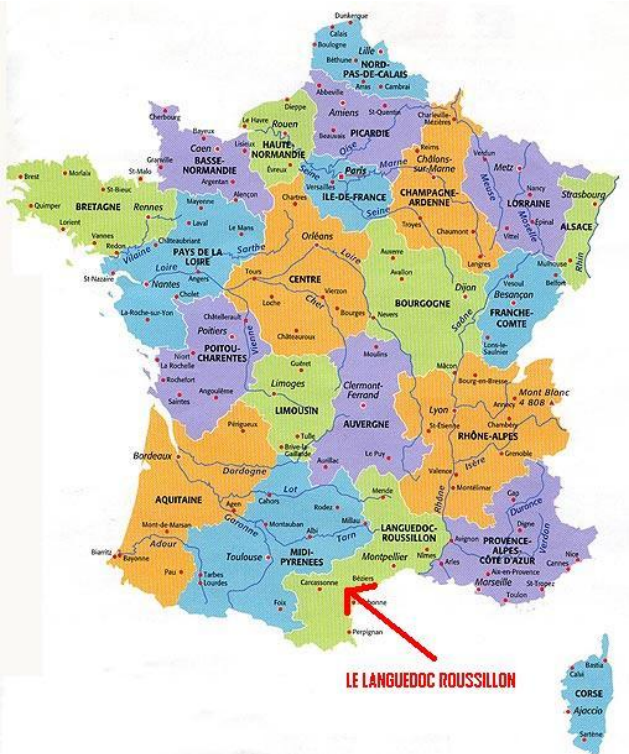 Dunkerque
Calais
Boulogne
Lille
Béthune
NORD-
PAS-DE-CALAIS
Arras
Cambrai
Abbeville
Dieppe
Amiens
St-Quentin
Charleville-
Mézières
Cherbourg
Le Havre
Rouen
Beauvais
Oise
PICARDIE
Bayeux
Caen
Lisieux
HAUTE-
NORMANDIE
Reims
Verdun
Metz
Granville
BASSE-
NORMANDIE
Évreux
Seine
Paris
Marne
Châlons-
sur-Marne
Meuse
Nancy
Strasbourg
Brest
Morlaix
St-Malo
Argentan
Versailles
ILE-DE-FRANCE
CHAMPAGNE-
ARDENNE
LORRAINE
St-Brieuc
Alençon
Chartres
Seine
Moselle
Épinal
ALSACE
Quimper
BRETAGNE
Rennes
Mayenne
Troyes
Chaumont
Vittel
Lorient
Laval
Le Mans
Orléans
Vannes
Redon
Vilaine
Châteaubriant
Sarthe
Loire
Auxerre
Langres
Mulhouse
Rhin
PAYS DE LA
LOIRE
Avallon
Dijon
Vesoul
Belfort
St-Nazaire
Loire
Angers
Tours
CENTRE
Vierzon
Besançon
Nantes
Cholet
Loche
Cher
Bourges
Nevers
BOURGOGNE
Saône
FRANCHE-
COMTE
La-Roche-sur-Yon
Châtellerault
Poitiers
Vienne
Châteauroux
Lons-le-
Saulnier
Niort
POITOU-
CHARENTES
Moulins
Mâcon
La Rochelle
Guéret
Bourg-en-Bresse
Rochefort
Limoges
Clermont-
Ferrand
Mont Blanc
4 808
Saintes
Angoulême
Lyon
Annecy
LIMOUSIN
St-Étienne
Chambéry
Périgueux
Tulle
AUVERGNE
RHÔNE-ALPES
Bordeaux
Brive-la-
Gaillarde
Le Puy
Grenoble
Dordogne
Aurillac
Valence
Isère
AQUITAINE
Lot
Mende
Rhône
Montélimar
Gap
Agen
Cahors
Rodez
Durance
Mont-de-Marsan
Garonne
Montauban
Millau
LANGUEDOC-
ROUSSILLON
Digne
Biarritz
Bayonne
Adour
Albi
Tarn
Avignon
PROVENCE-
ALPES-
CÔTE D'AZUR
Verdon
Toulouse
MIDI-
PYRENEES
Montpellier
Nîmes
Arles
Nice
Pau
Tarbes
Lourdes
Carcassonne
Béziers
Aix-en-Provence
Cannes
Marseille
St-Tropez
Foix
Toulon
Perpignan
LE LANGUEDOC ROUSSILLON
Bastia
Calvi
CORSE
Ajaccio
Sartène